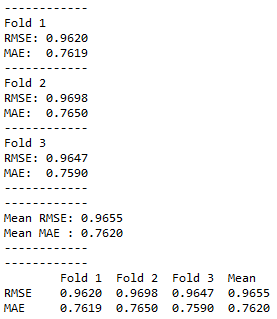 ------------
Fold 1
RMSE: 0.9620
MAE:  0.7619
------------
Fold 2
RMSE: 0.9698
MAE:  0.7650
------------
Fold 3
RMSE: 0.9647
MAE:  0.7590
------------
------------
Mean RMSE: 0.9655
Mean MAE : 0.7620
------------
------------
        Fold 1  Fold 2  Fold 3  Mean
RMSE    0.9620  0.9698  0.9647  0.9655
MAE     0.7619  0.7650  0.7590  0.7620